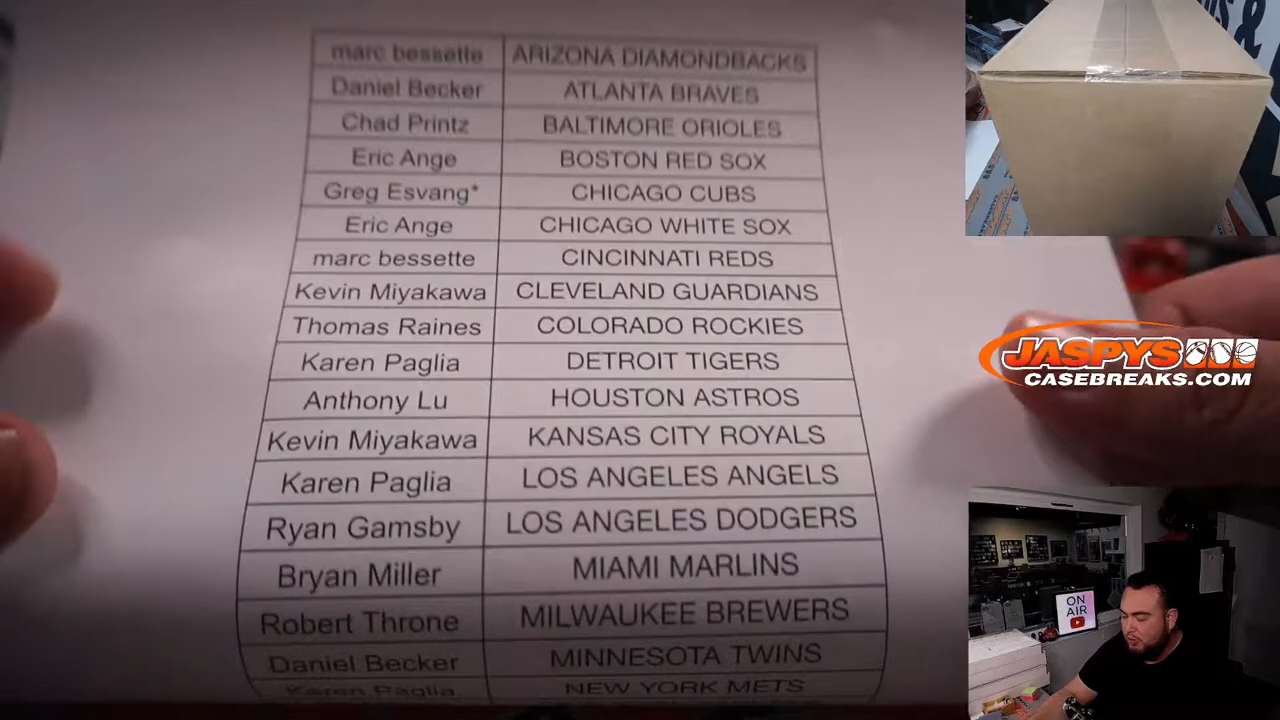 marc bessette ARIZONA DIAMONDBACKS
Daniel Becker ATLANTA BRAVES
Chad Printz BALTIMORE ORIOLES
Eric Ange BOSTON RED SOX
Greg Esvang* CHICAGO CUBS
Eric Ange CHICAGO WHITE SOX
marc bessette CINCINNATI REDS
Kevin Miyakawa CLEVELAND GUARDIANS
Thomas Raines COLORADO ROCKIES
Karen Paglia DETROIT TIGERS
Anthony Lu HOUSTON ASTROS
Kevin Miyakawa KANSAS CITY ROYALS
Karen Paglia LOS ANGELES ANGELS
Ryan Gamsby LOS ANGELES DODGERS
Bryan Miller MIAMI MARLINS
Robert Throne MILWAUKEE BREWERS
Daniel Becker MINNESOTA TWINS
Karen Paglia NEW YORK METS
&
JASPYS
CASEBREAKS.COM
ON
AIR